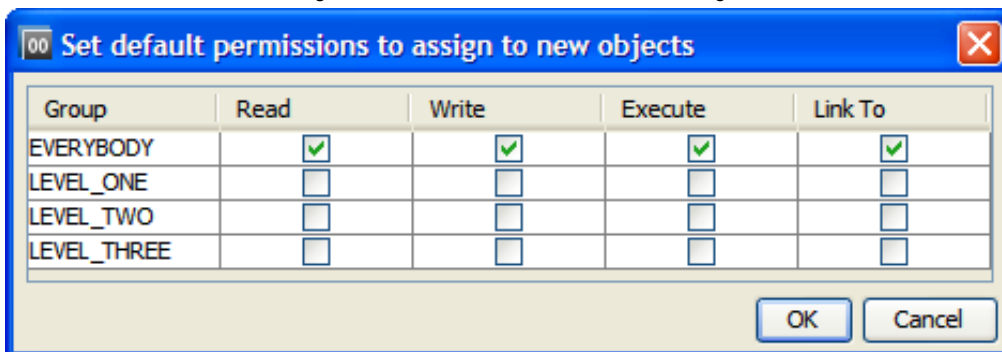 00 Set default permissions to assign to new objects
Group Read Write Execute Link To
EVERYBODY
LEVEL_ONE
LEVEL_TWO
LEVEL_THREE
OK Cancel